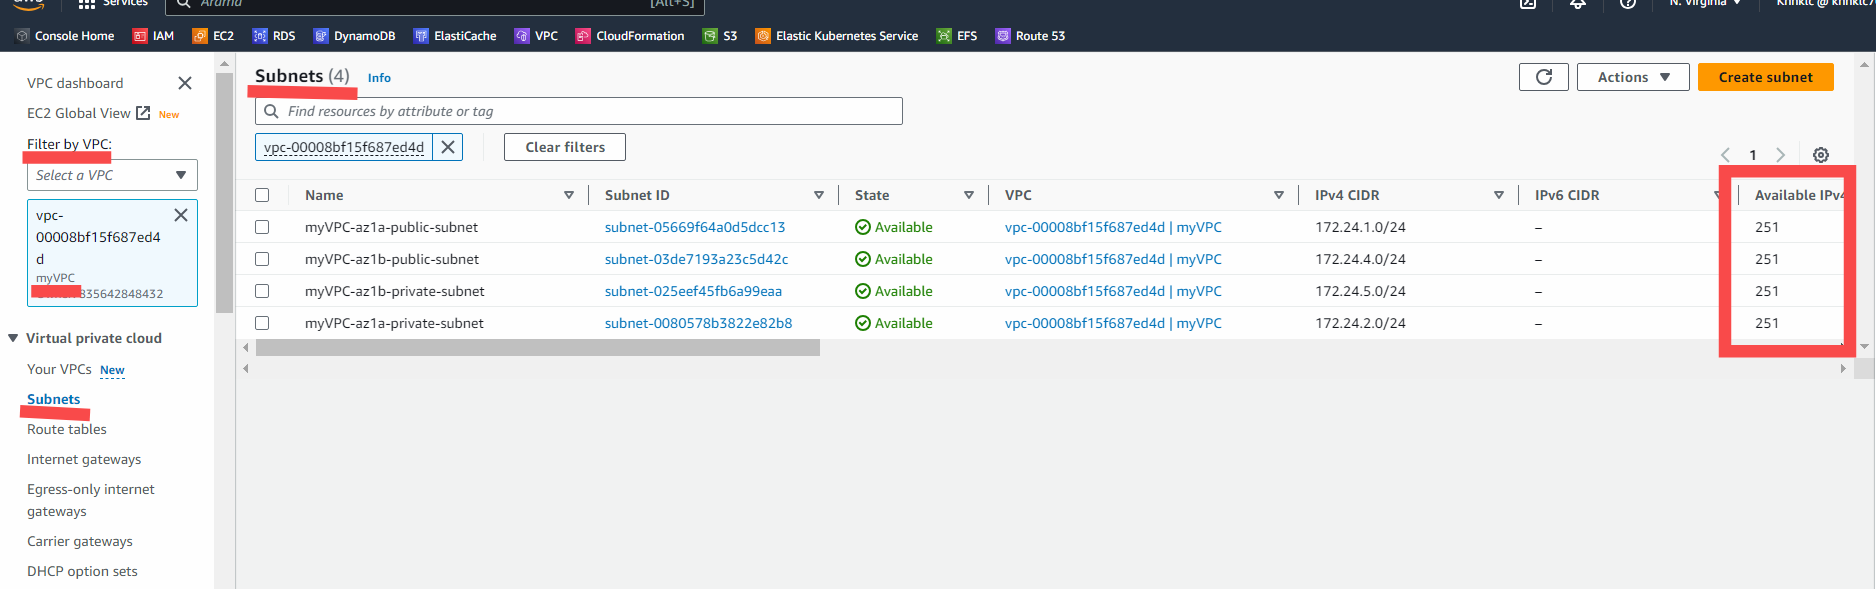 aws Services Arama [Alt+S] N. Virginia
Console Home IAM EC2 RDS DynamoDB ElastiCache VPC CloudFormation S3 Elastic Kubernetes Service EFS Route 53
VPC dashboard
EC2 Global View New
Filter by VPC:
Select a VPC
vpc-
00008bf15f687ed4
d
myVPC
835642848432
Virtual private cloud
Your VPCs New
Subnets
Route tables
Internet gateways
Egress-only internet
gateways
Carrier gateways
DHCP option sets
Subnets (4) Info
Actions Create subnet
Find resources by attribute or tag
vpc-00008bf15f687ed4d Clear filters
1
Name Subnet ID State VPC IPv4 CIDR IPv6 CIDR Available IPv4
myVPC-az1a-public-subnet subnet-05669f64a0d5dcc13 Available vpc-00008bf15f687ed4d | myVPC 172.24.1.0/24 – 251
myVPC-az1b-public-subnet subnet-03de7193a23c5d42c Available vpc-00008bf15f687ed4d | myVPC 172.24.4.0/24 – 251
myVPC-az1b-private-subnet subnet-025eef45fb6a99eaa Available vpc-00008bf15f687ed4d | myVPC 172.24.5.0/24 – 251
myVPC-az1a-private-subnet subnet-0080578b3822e82b8 Available vpc-00008bf15f687ed4d | myVPC 172.24.2.0/24 – 251